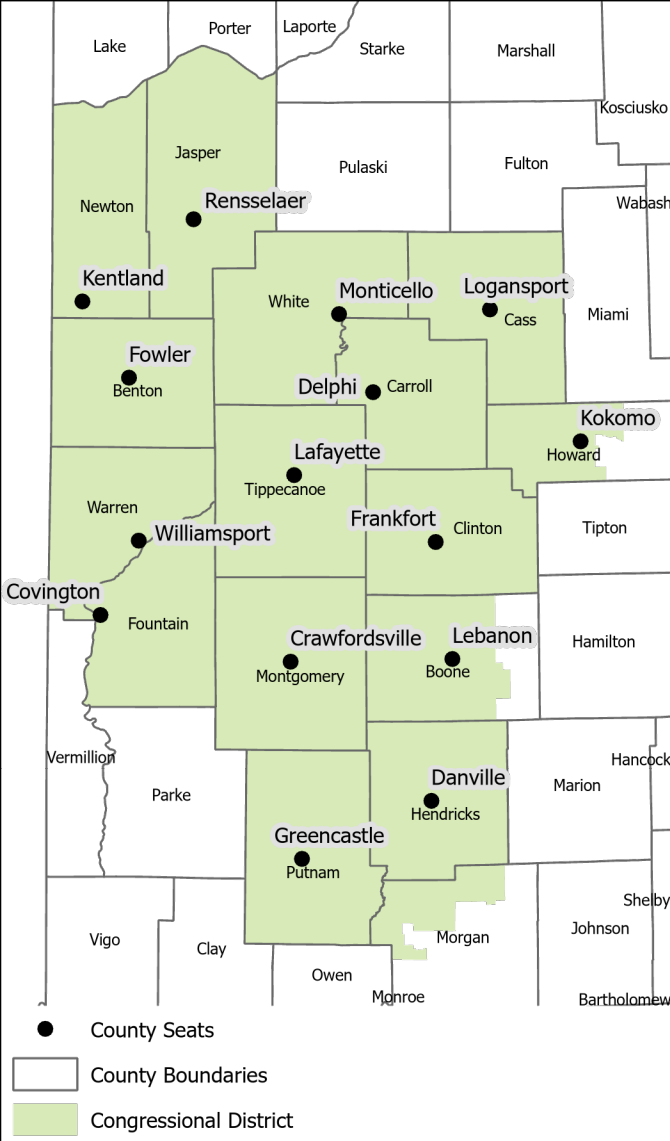 Lake
Porter
Laporte
Starke
Marshall
Kosciusko
Jasper
Pulaski
Fulton
Newton
Rensselaer
Wabash
Kentland
White
Monticello
Logansport
Cass
Miami
Fowler
Benton
Delphi
Carroll
Kokomo
Howard
Lafayette
Tippecanoe
Warren
Williamsport
Frankfort
Clinton
Tipton
Covington
Fountain
Crawfordsville
Montgomery
Lebanon
Boone
Hamilton
Vermillion
Parke
Danville
Hendricks
Marion
Hancock
Greencastle
Putnam
Shelby
Vigo
Clay
Morgan
Johnson
Owen
Monroe
Bartholomew
County Seats
County Boundaries
Congressional District